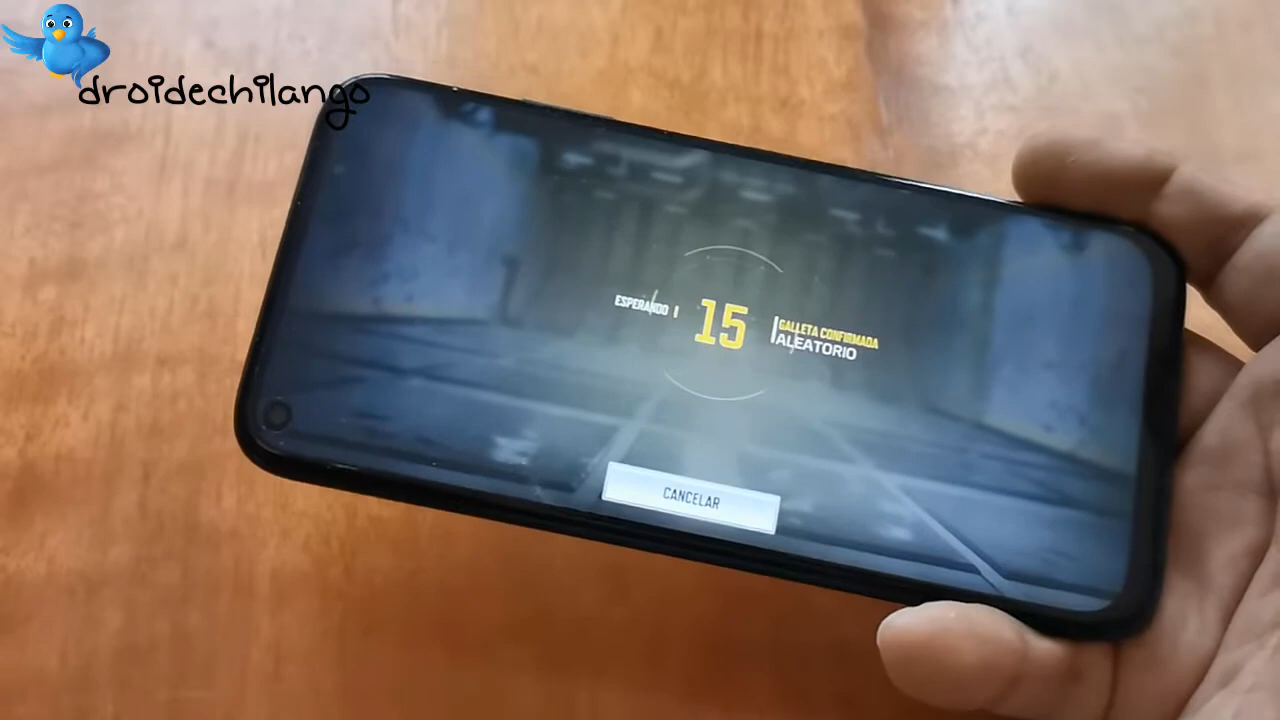 droidechilango
ESPERANDO
15
GALLETA CONFIRMADA
ALEATORIO
CANCELAR